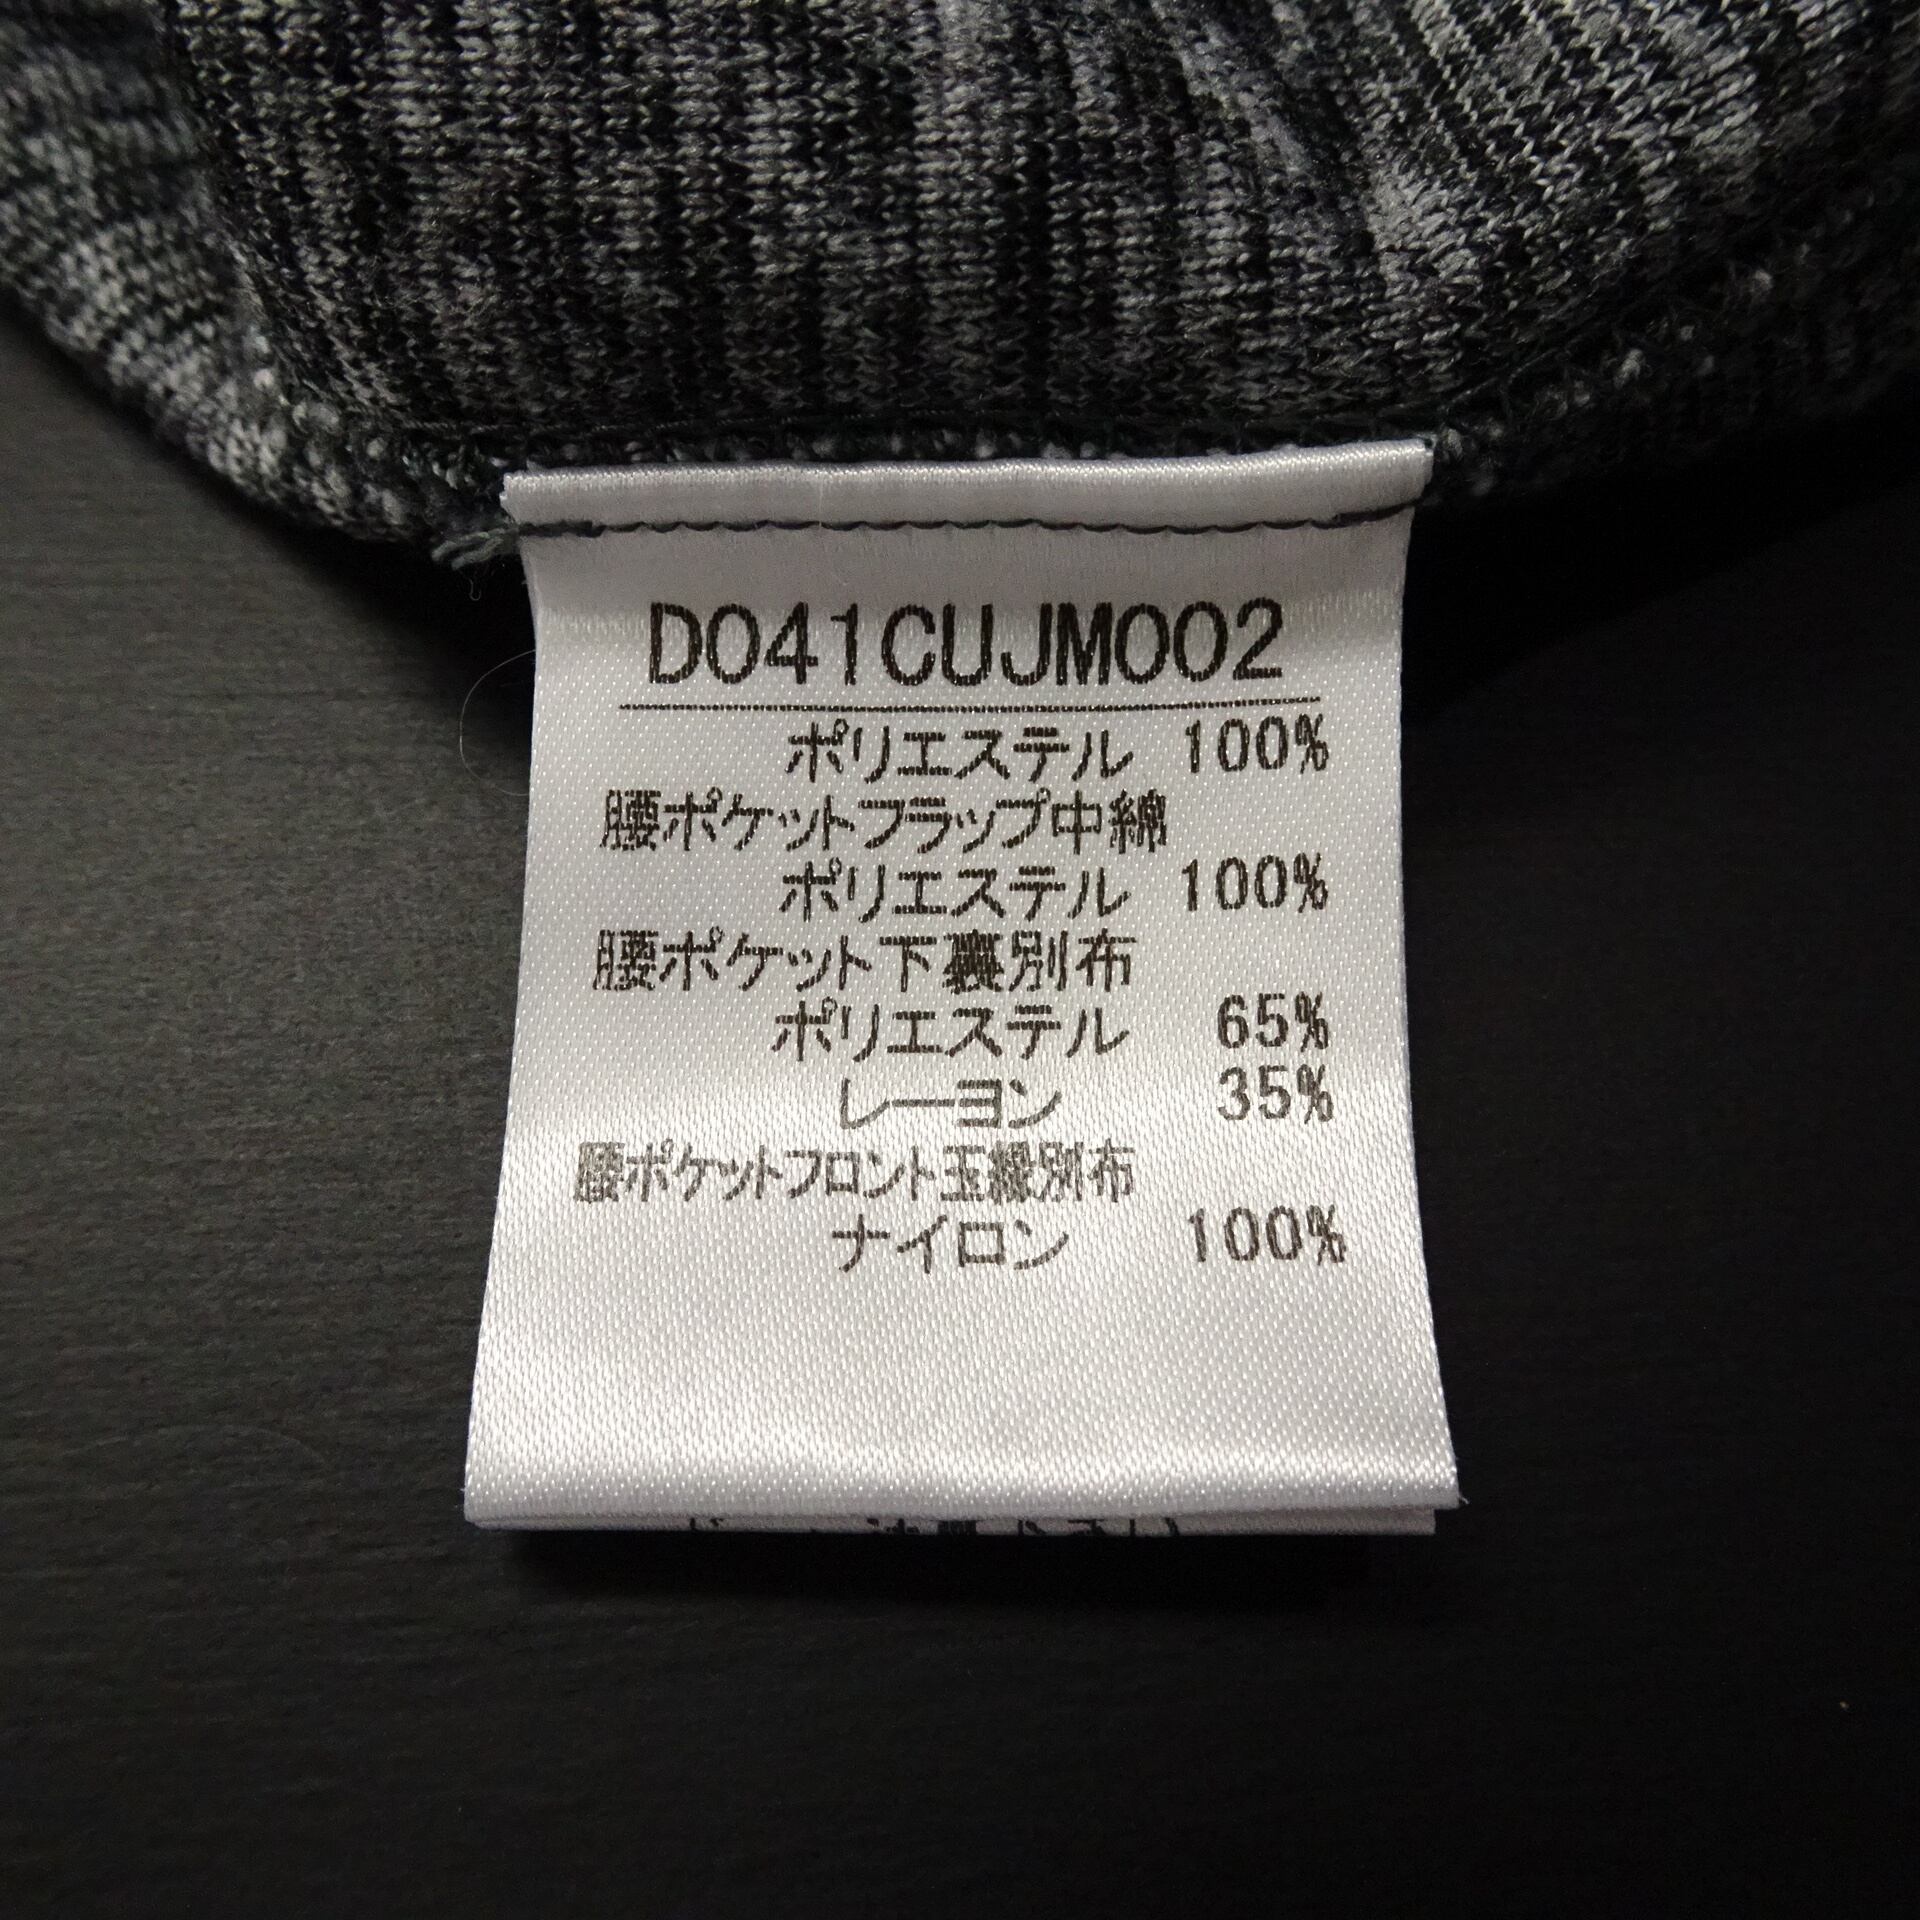 D041CUJM002
ポリエステル 100%
腰ポケットフラップ中綿
ポリエステル 100%
腰ポケット下裏別布
ポリエステル 65%
レーヨン 35%
腰ポケットフロント玉縁別布
ナイロン 100%